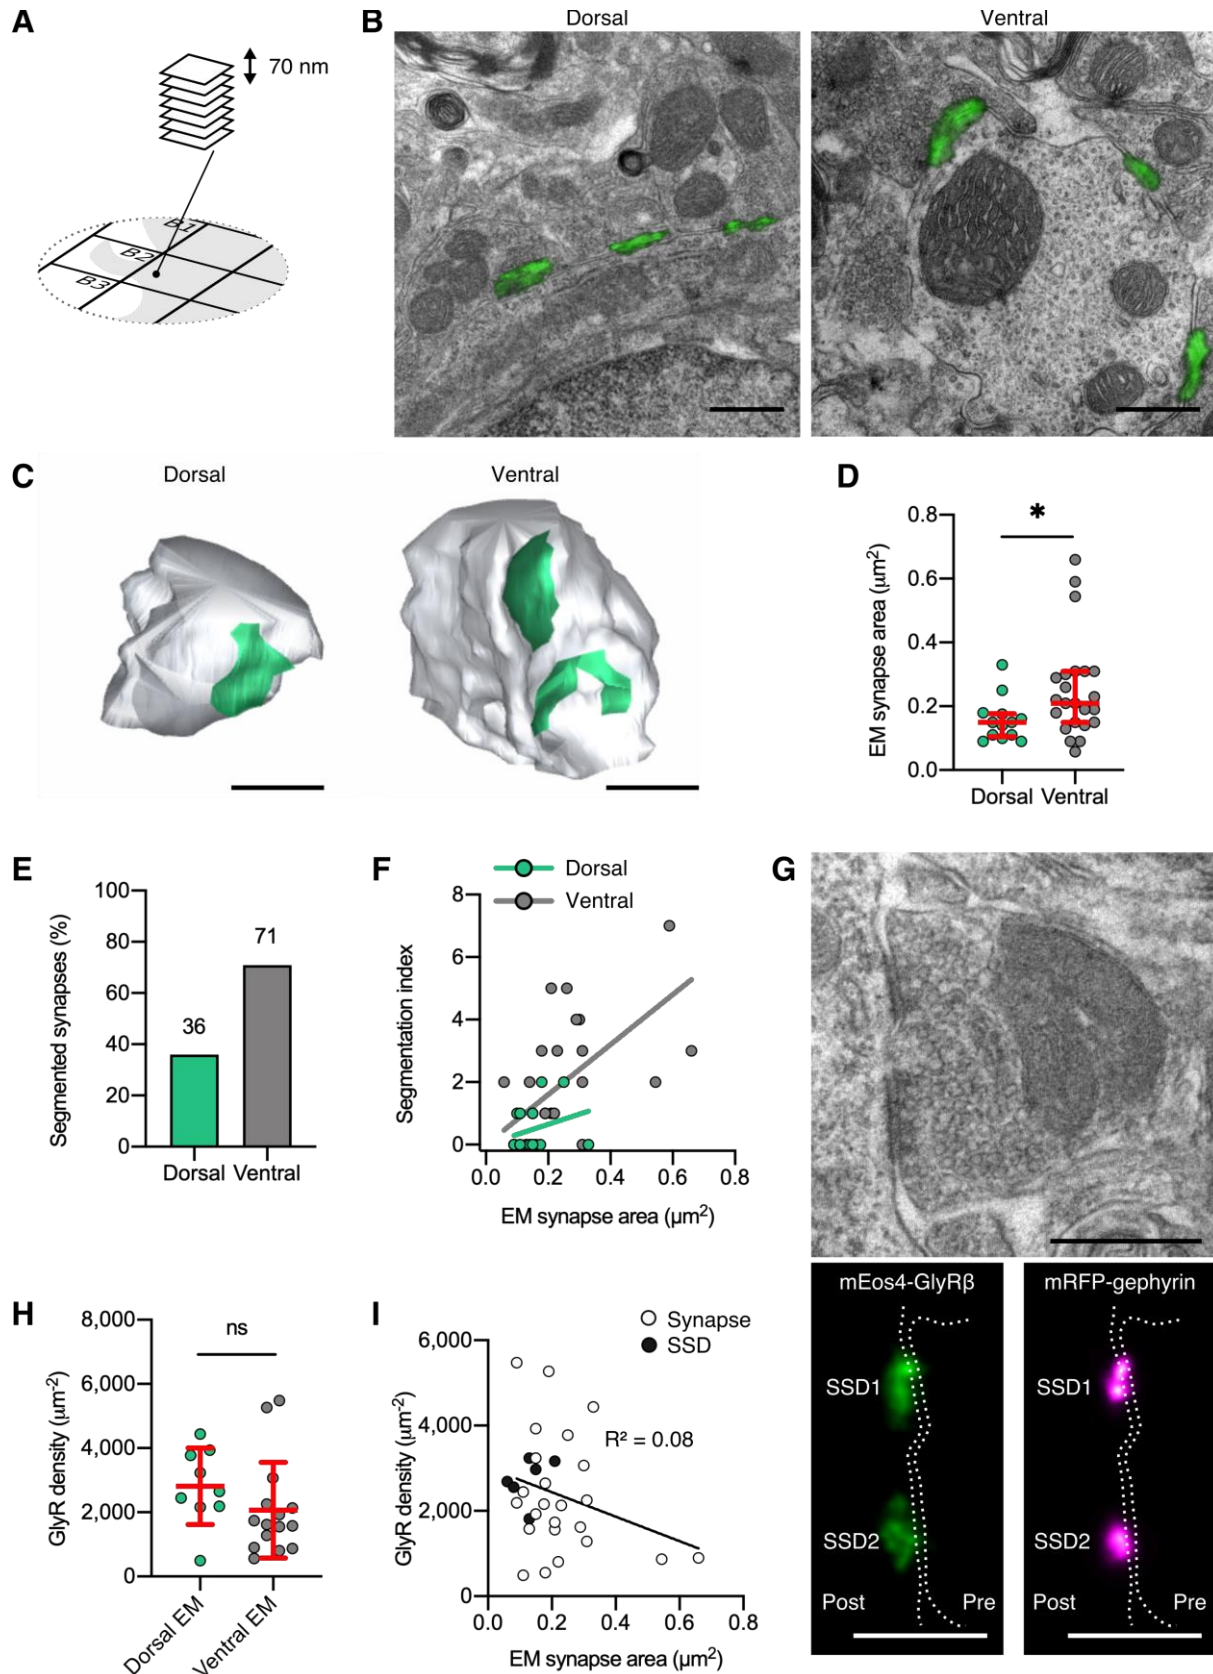 A
70 nm
B1
B2
B3
B
Dorsal
Ventral
C
Dorsal
Ventral
D
0.8
0.6
0.4
0.2
0.0
EM synapse area (μm²)
*
Dorsal Ventral
E
100
80
60
40
20
0
Segmented synapses (%)
36
71
Dorsal Ventral
F
Dorsal
Ventral
8
6
4
2
0
Segmentation index
0.0 0.2 0.4 0.6 0.8
EM synapse area (μm²)
G
mEos4-GlyRβ
SSD1
SSD2
Post
Pre
mRFP-gephyrin
SSD1
SSD2
Post
Pre
H
8,000
6,000
4,000
2,000
0
GlyR density (μm⁻²)
ns
Dorsal EM
Ventral EM
I
Synapse
SSD
6,000
4,000
2,000
0
GlyR density (μm⁻²)
R² = 0.08
0.0 0.2 0.4 0.6 0.8
EM synapse area (μm²)